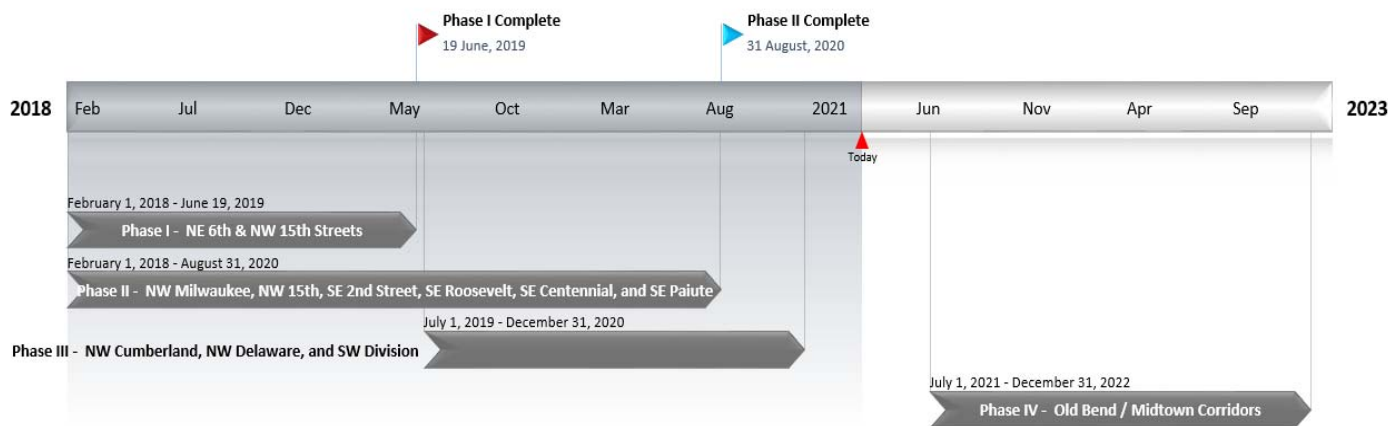 Phase I Complete
19 June, 2019
Phase II Complete
31 August, 2020
2018 Feb Jul Dec May Oct Mar Aug 2021 Jun Nov Apr Sep 2023
Today
February 1, 2018 - June 19, 2019
Phase I - NE 6th & NW 15th Streets
February 1, 2018 - August 31, 2020
Phase II - NW Milwaukee, NW 15th, SE 2nd Street, SE Roosevelt, SE Centennial, and SE Paiute
July 1, 2019 - December 31, 2020
Phase III - NW Cumberland, NW Delaware, and SW Division
July 1, 2021 - December 31, 2022
Phase IV - Old Bend / Midtown Corridors